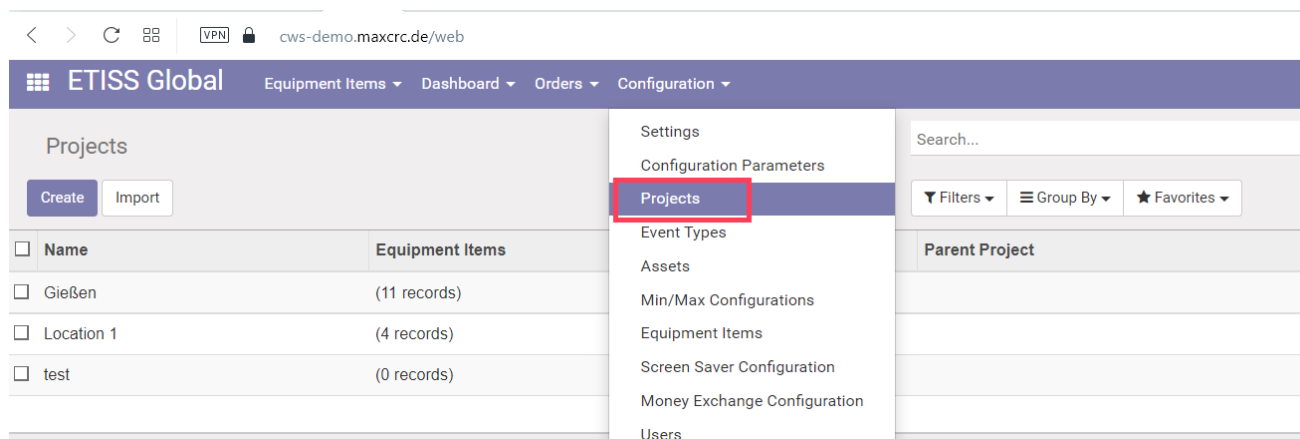 VPN cws-demo.maxcrc.de/web
ETISS Global Equipment Items Dashboard Orders Configuration
Projects
Create Import
Settings
Configuration Parameters
Projects
Event Types
Assets
Min/Max Configurations
Equipment Items
Screen Saver Configuration
Money Exchange Configuration
Users
Search...
Filters Group By Favorites
Name Equipment Items Parent Project
Gießen (11 records)
Location 1 (4 records)
test (0 records)